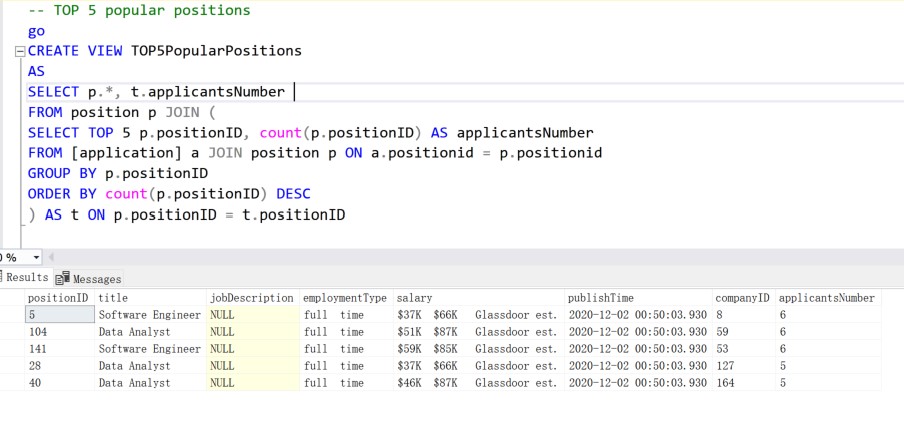 -- TOP 5 popular positions
go
CREATE VIEW TOP5PopularPositions
AS
SELECT p.*, t.applicantsNumber
FROM position p JOIN (
SELECT TOP 5 p.positionID, count(p.positionID) AS applicantsNumber
FROM [application] a JOIN position p ON a.positionid = p.positionid
GROUP BY p.positionID
ORDER BY count(p.positionID) DESC
) AS t ON p.positionID = t.positionID
%
Results Messages
positionID title jobDescription employmentType salary publishTime companyID applicantsNumber
5 Software Engineer NULL full time $37K $66K Glassdoor est. 2020-12-02 00:50:03.930 8 6
104 Data Analyst NULL full time $51K $87K Glassdoor est. 2020-12-02 00:50:03.930 59 6
141 Software Engineer NULL full time $59K $85K Glassdoor est. 2020-12-02 00:50:03.930 53 6
28 Data Analyst NULL full time $37K $66K Glassdoor est. 2020-12-02 00:50:03.930 127 5
40 Data Analyst NULL full time $46K $87K Glassdoor est. 2020-12-02 00:50:03.930 164 5